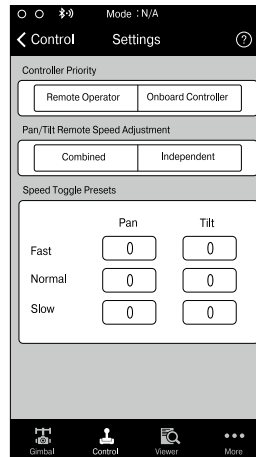 Mode : N/A
Control Settings ?
Controller Priority
Remote Operator Onboard Controller
Pan/Tilt Remote Speed Adjustment
Combined Independent
Speed Toggle Presets
Pan Tilt
Fast 0 0
Normal 0 0
Slow 0 0
Gimbal Control Viewer More